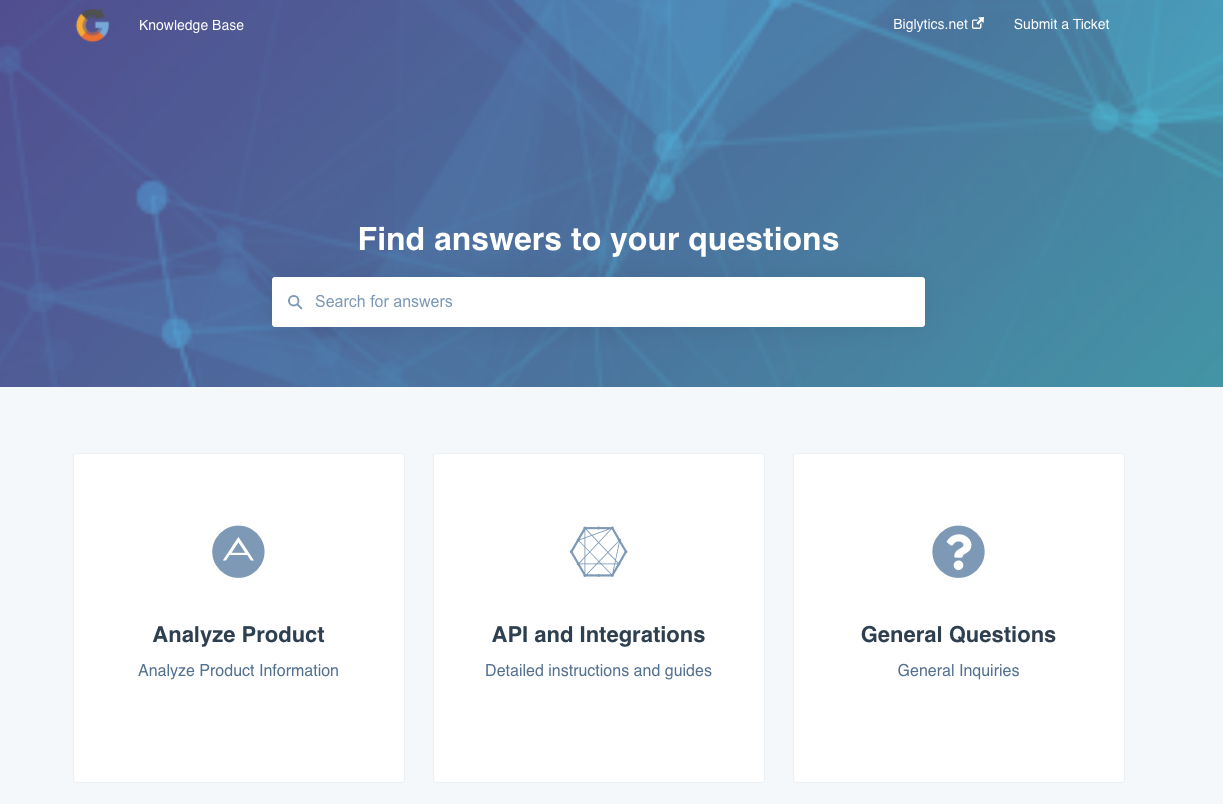 Knowledge Base
Biglytics.net
Submit a Ticket
Find answers to your questions
Search for answers
Analyze Product
Analyze Product Information
API and Integrations
Detailed instructions and guides
General Questions
General Inquiries